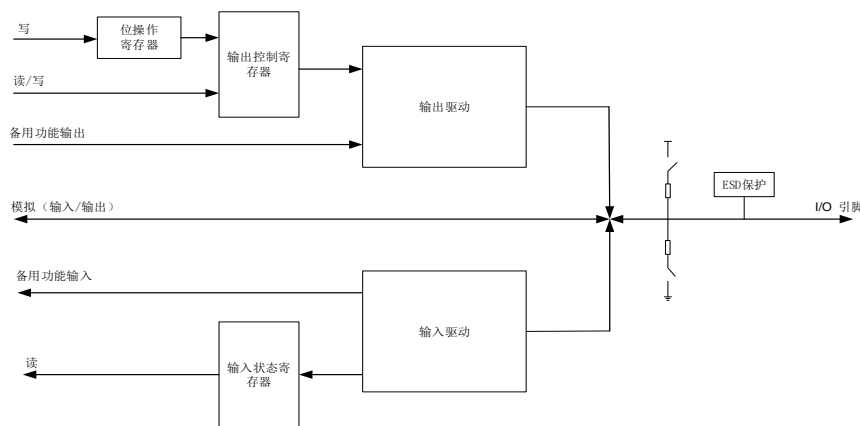 写
位操作
寄存器
输出控制寄
存器
读/写
输出驱动
备用功能输出
ESD保护
模拟（输入/输出）
I/O 引脚
备用功能输入
输入驱动
读
输入状态寄
存器